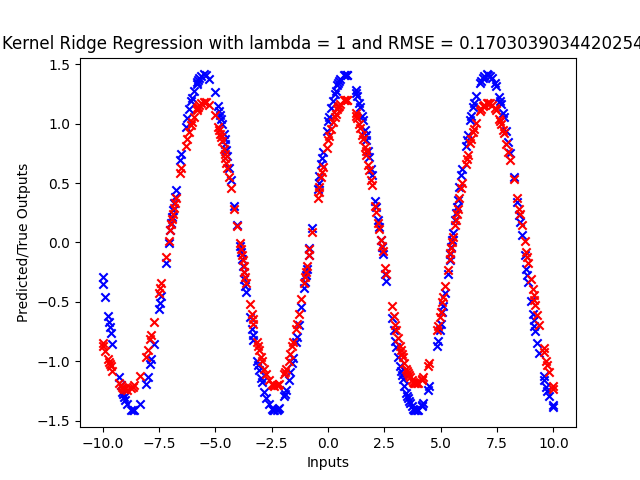 Kernel Ridge Regression with lambda = 1 and RMSE = 0.1703039034420254
1.5
1.0
0.5
0.0
−0.5
−1.0
−1.5
Predicted/True Outputs
−10.0 −7.5 −5.0 −2.5 0.0 2.5 5.0 7.5 10.0
Inputs